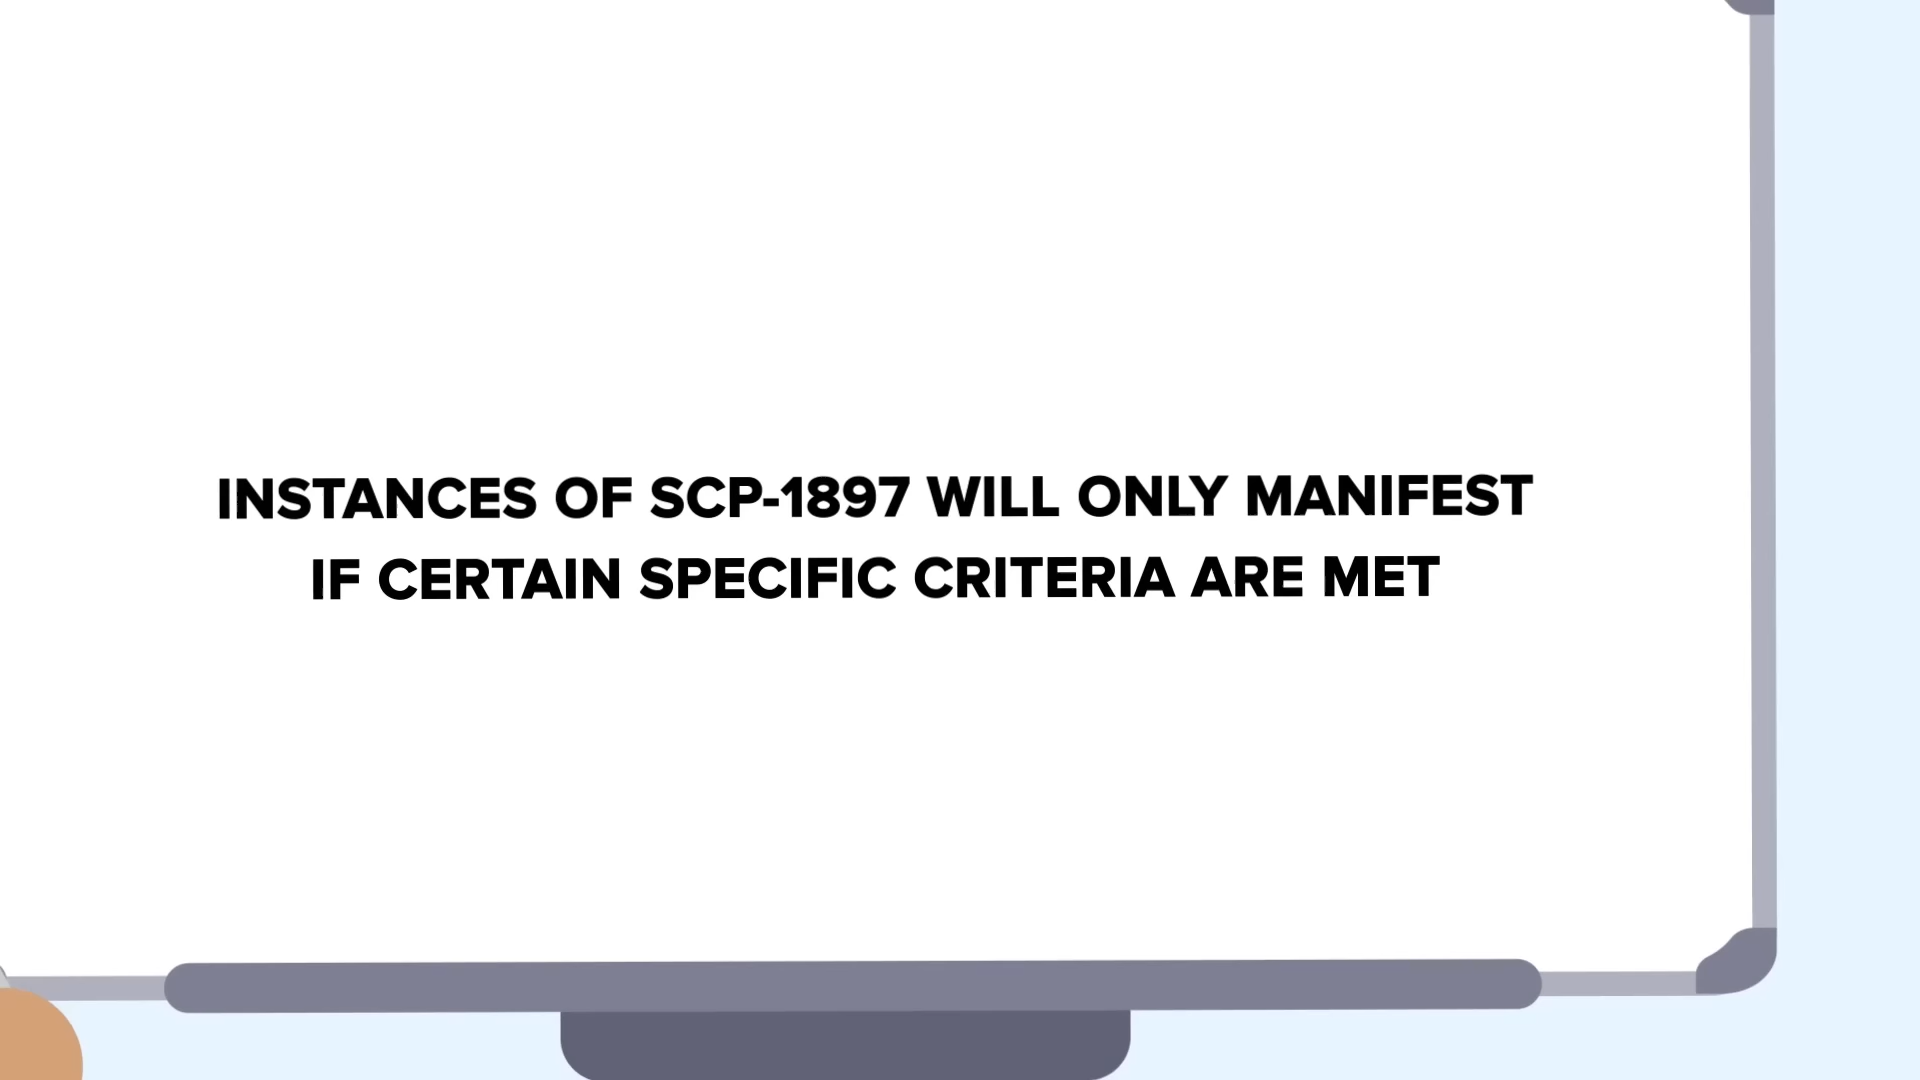 INSTANCES OF SCP-1897 WILL ONLY MANIFEST
IF CERTAIN SPECIFIC CRITERIA ARE MET